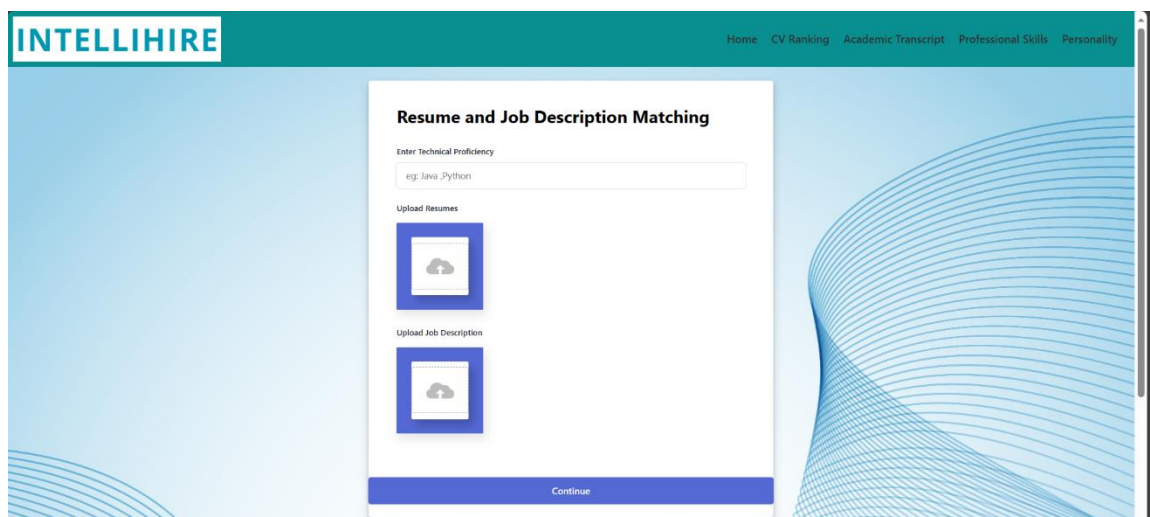 INTELLIHIRE
Home CV Ranking Academic Transcript Professional Skills Personality
Resume and Job Description Matching
Enter Technical Proficiency
eg: Java ,Python
Upload Resumes
Upload Job Description
Continue